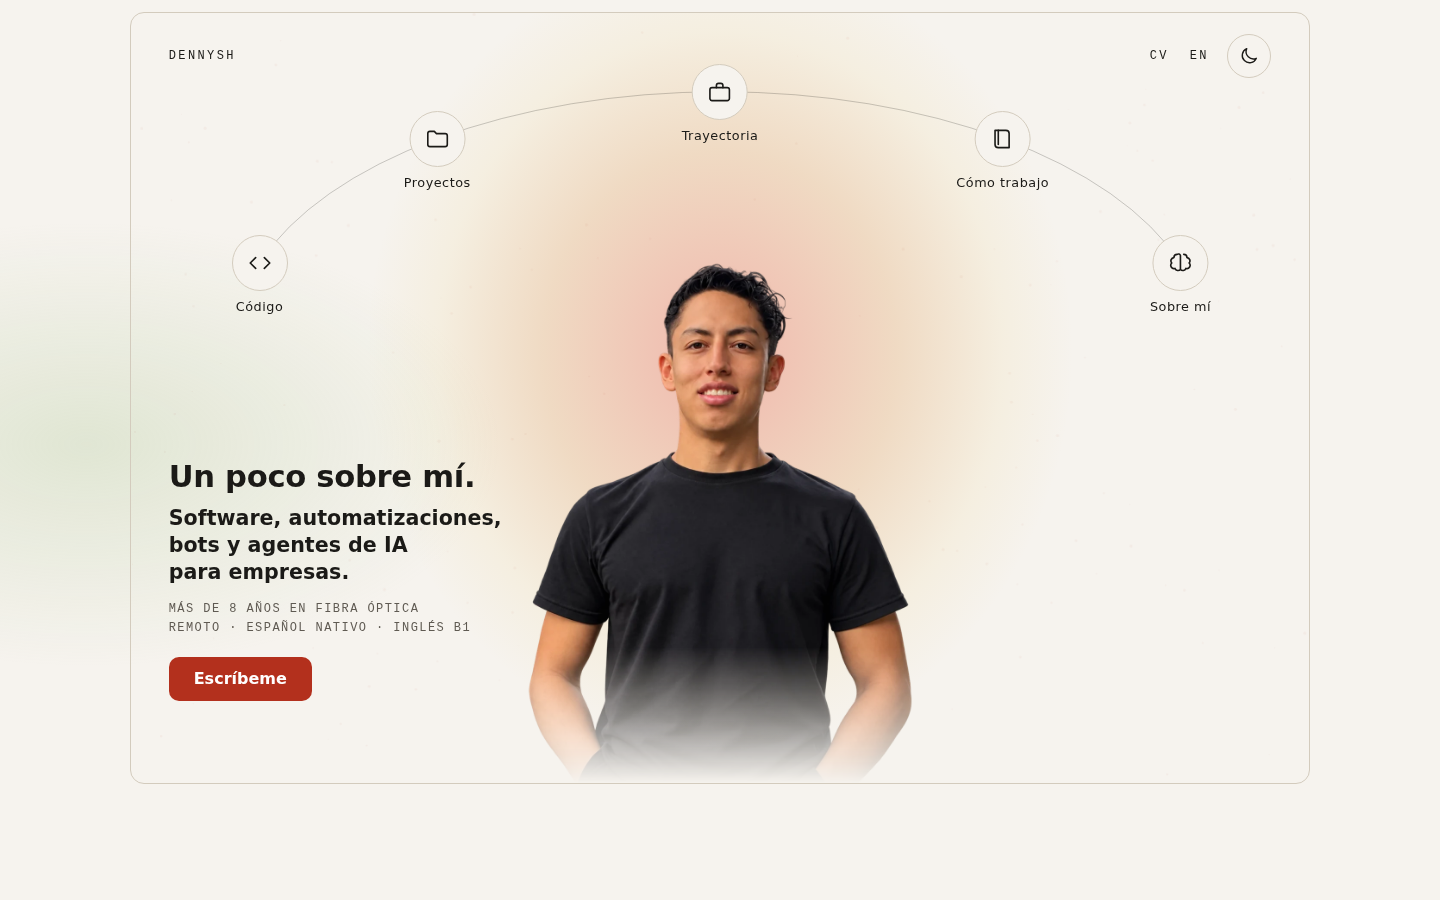 DENNYSH
CV EN
Trayectoria
Proyectos
Cómo trabajo
Código
Sobre mí
Un poco sobre mí.
Software, automatizaciones,
bots y agentes de IA
para empresas.
MÁS DE 8 AÑOS EN FIBRA ÓPTICA
REMOTO · ESPAÑOL NATIVO · INGLÉS B1
Escríbeme